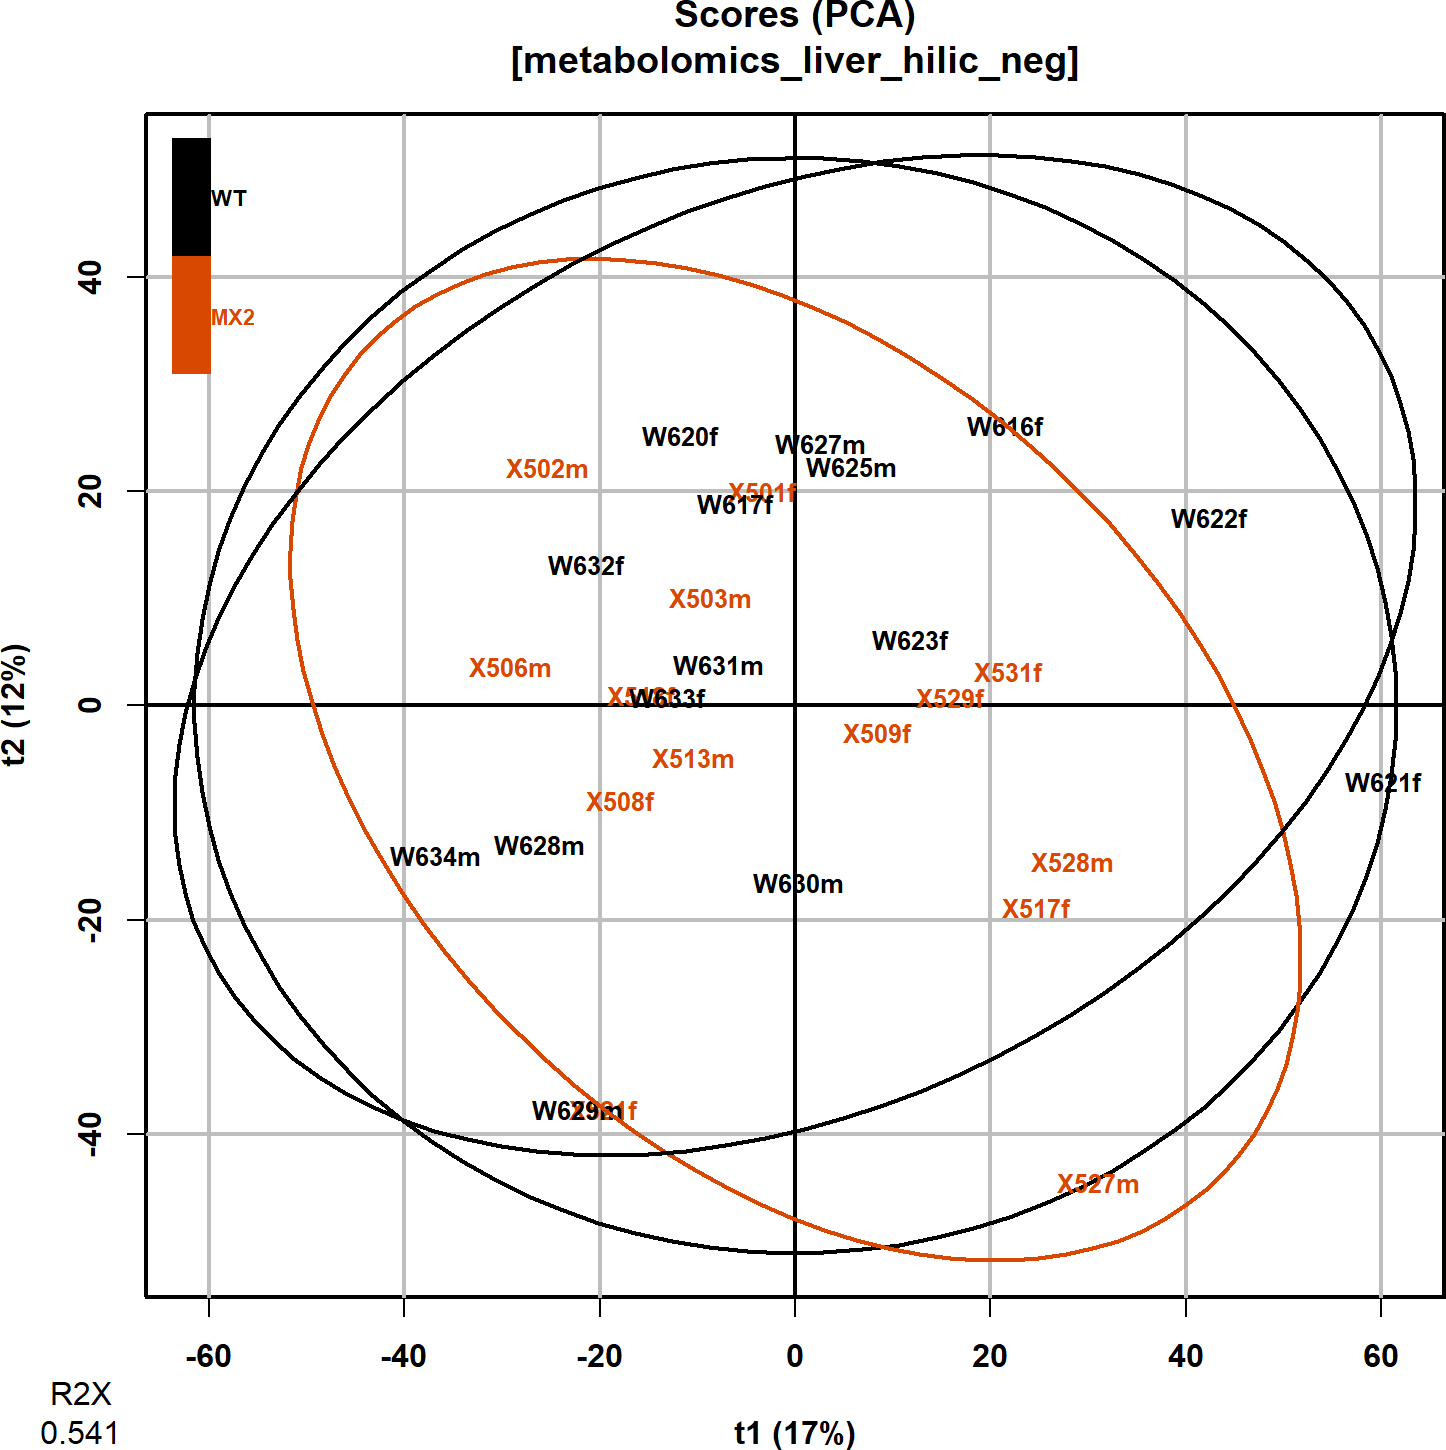 Scores (PCA)
[metabolomics_liver_hilic_neg]
WT
MX2
40
20
0
-20
-40
t2 (12%)
W620f
W627m
W616f
X502m
W625m
X501f
W617f
W622f
W632f
X503m
W623f
X506m
W631m
X531f
W633f
X529f
X509f
X513m
W621f
X508f
W634m
W628m
X528m
W630m
X517f
W629m
X527m
-60
-40
-20
0
20
40
60
R2X
0.541
t1 (17%)